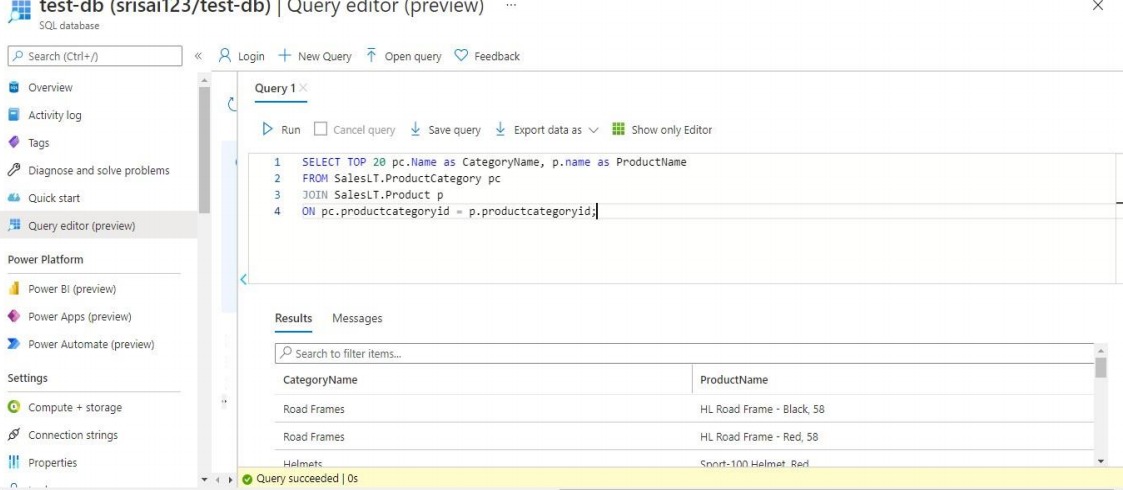 test-db (srisai123/test-db) | Query editor (preview) ...
SQL database
Search (Ctrl+/)
«
Login
New Query
Open query
Feedback
Overview
Activity log
Tags
Diagnose and solve problems
Quick start
Query editor (preview)
Power Platform
Power BI (preview)
Power Apps (preview)
Power Automate (preview)
Settings
Compute + storage
Connection strings
Properties
Query 1
Run
Cancel query
Save query
Export data as
Show only Editor
1 SELECT TOP 20 pc.Name as CategoryName, p.name as ProductName
2 FROM SalesLT.ProductCategory pc
3 JOIN SalesLT.Product p
4 ON pc.productcategoryid = p.productcategoryid;
Results Messages
Search to filter items...
CategoryName ProductName
Road Frames HL Road Frame - Black, 58
Road Frames HL Road Frame - Red, 58
Helmets Sport-100 Helmet, Red
Query succeeded | 0s